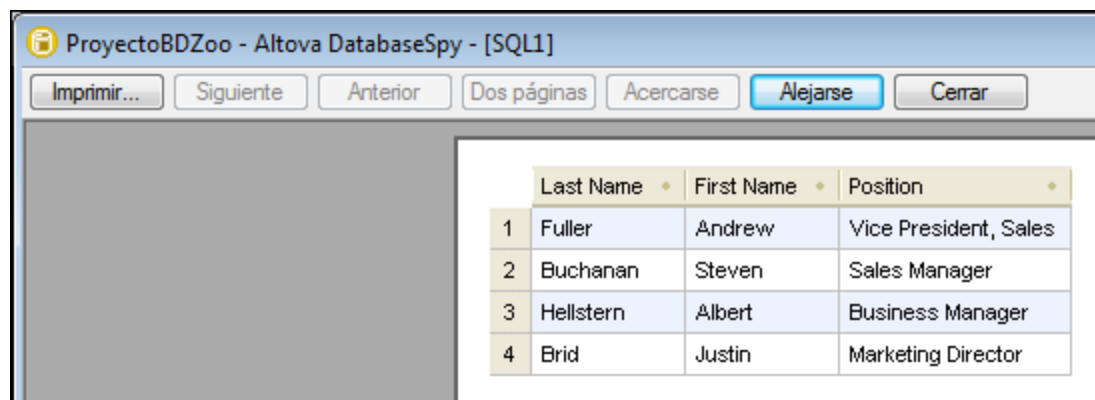 ProyectoBDZoo - Altova DatabaseSpy - [SQL1]
Imprimir... Siguiente Anterior Dos páginas Acercarse Alejarse Cerrar
Last Name First Name Position
1 Fuller Andrew Vice President, Sales
2 Buchanan Steven Sales Manager
3 Hellstern Albert Business Manager
4 Brid Justin Marketing Director